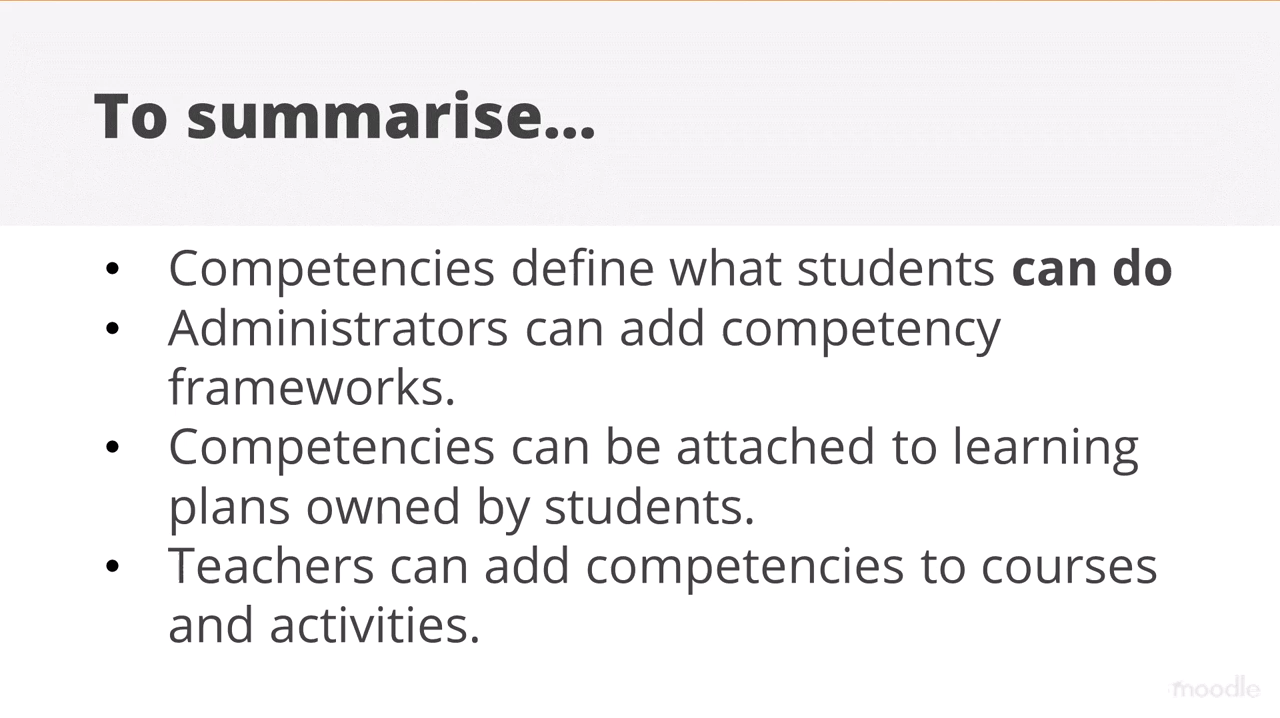 To summarise...
• Competencies define what students can do
• Administrators can add competency
frameworks.
• Competencies can be attached to learning
plans owned by students.
• Teachers can add competencies to courses
and activities.
moodle